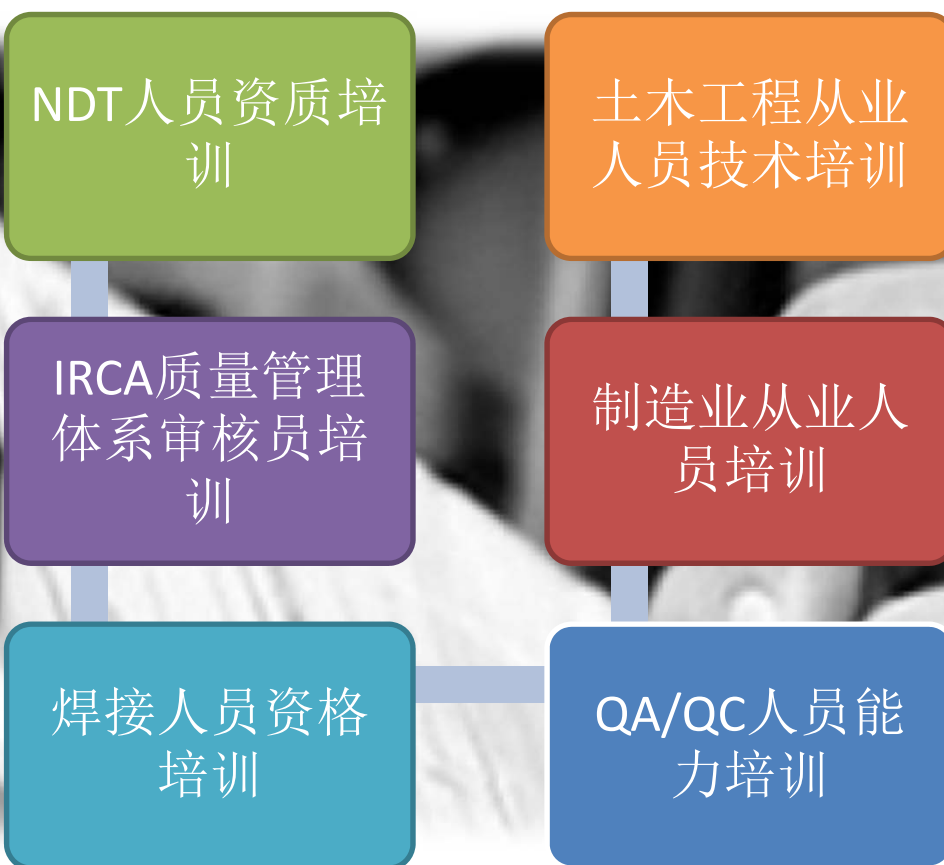 NDT人员资质培
训
IRCA质量管理
体系审核员培
训
焊接人员资格
培训
QA/QC人员能
力培训
制造业从业人
员培训
土木工程从业
人员技术培训